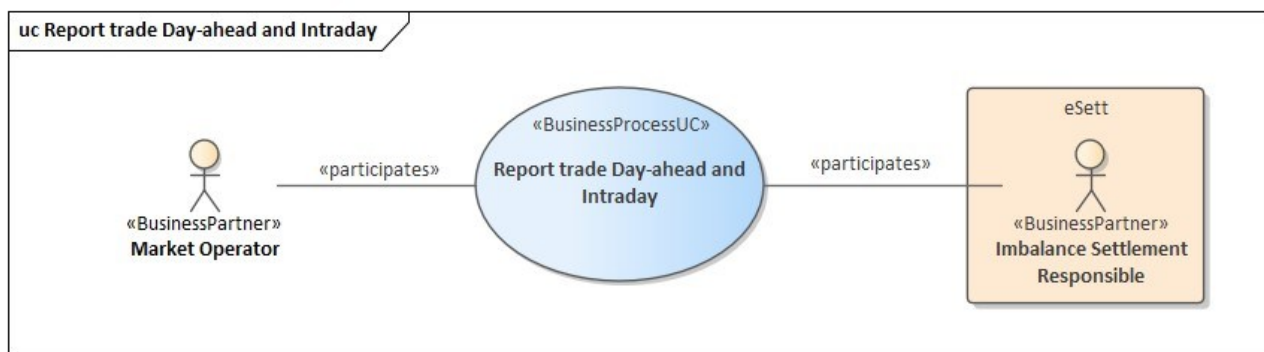 uc Report trade Day-ahead and Intraday
eSett
«BusinessProcessUC»
«participates»
Report trade Day-ahead and
Intraday
«participates»
«BusinessPartner»
Market Operator
«BusinessPartner»
Imbalance Settlement
Responsible